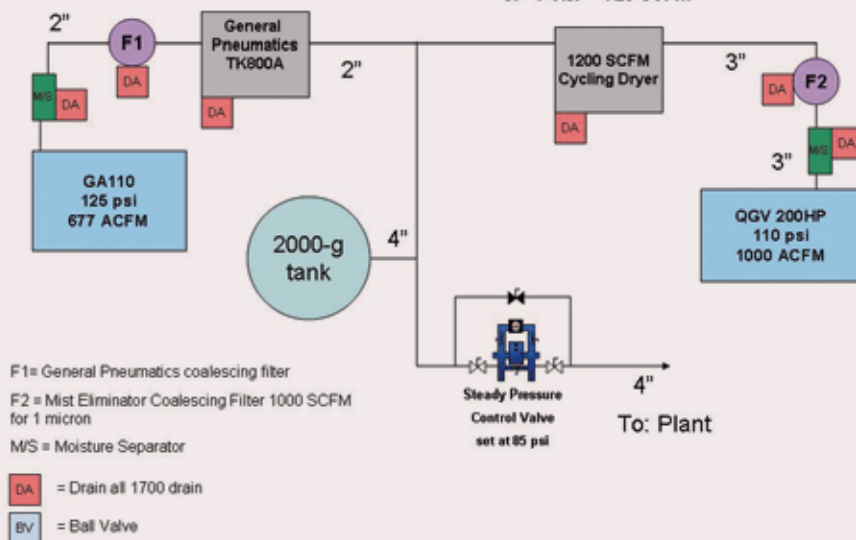 2"
F1
General
Pneumatics
TK800A
2"
1200 SCFM
Cycling Dryer
3"
F2
DA
M/S
DA
DA
DA
DA
M/S
DA
3"
GA110
125 psi
677 ACFM
QGV 200HP
110 psi
1000 ACFM
2000-g
tank
4"
F1= General Pneumatics coalescing filter
F2 = Mist Eliminator Coalescing Filter 1000 SCFM
for 1 micron
M/S = Moisture Separator
Steady Pressure
Control Valve
set at 85 psi
4"
To: Plant
DA = Drain all 1700 drain
BV = Ball Valve